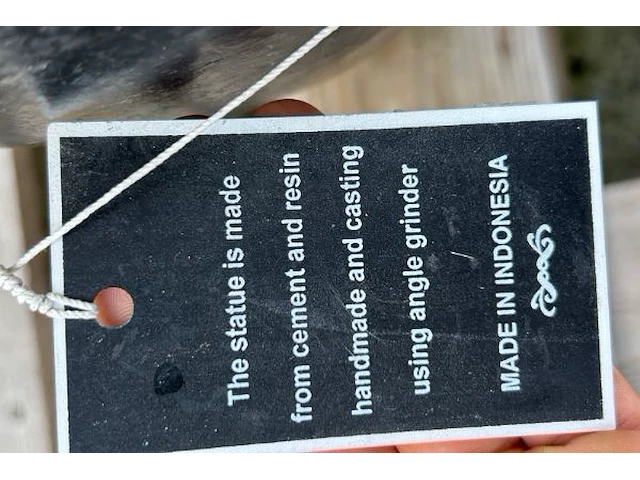 The statue is made
from cement and resin
handmade and casting
using angle grinder
MADE IN INDONESIA